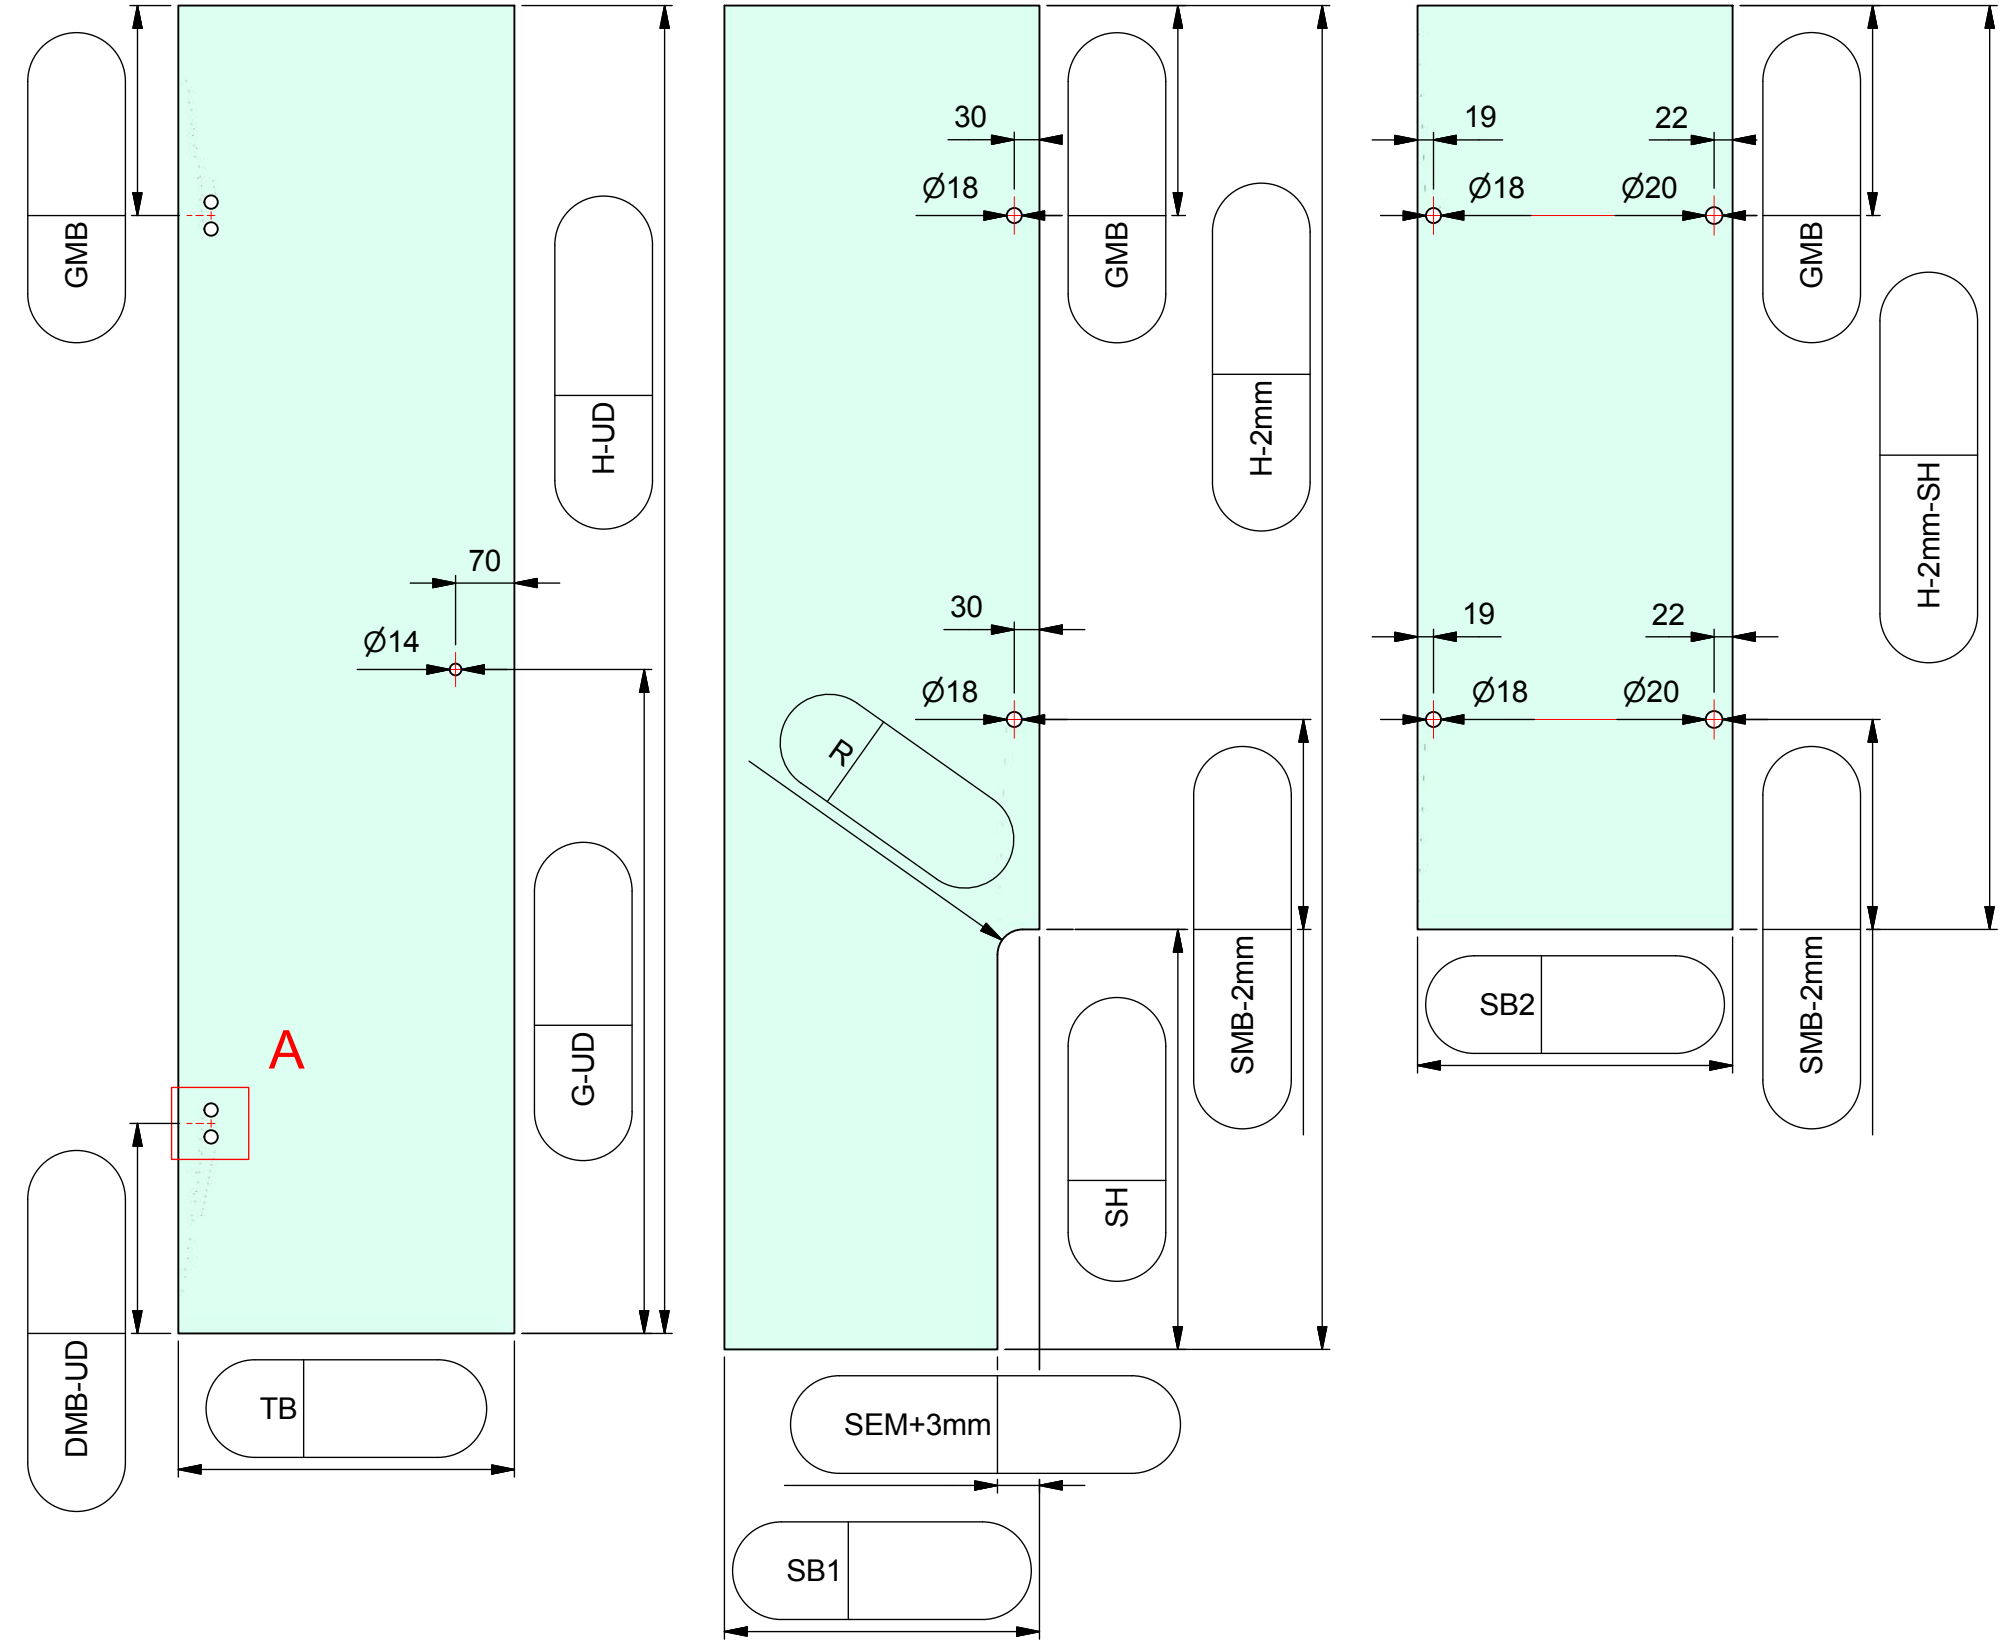 GMB
H-UD
70
Ø14
G-UD
A
DMB-UD
TB
30
Ø18
GMB
H-2mm
30
Ø18
R
SMB-2mm
SH
SEM+3mm
SB1
19
22
Ø18
Ø20
GMB
H-2mm-SH
19
22
Ø18
Ø20
SMB-2mm
SB2